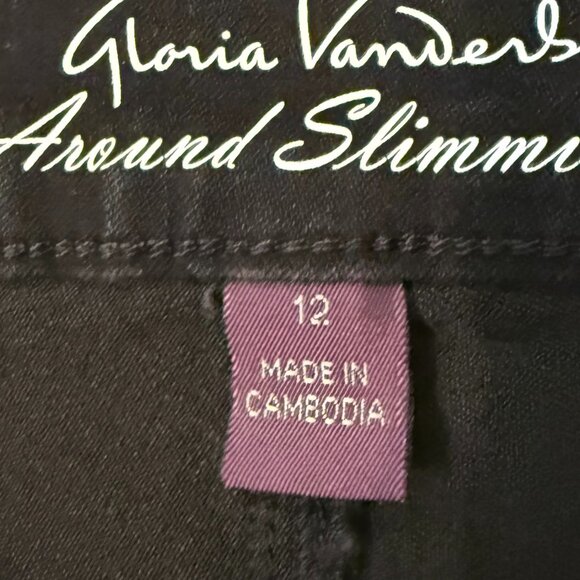 Gloria Vanderb
Around Slimmi
12
MADE IN
CAMBODIA